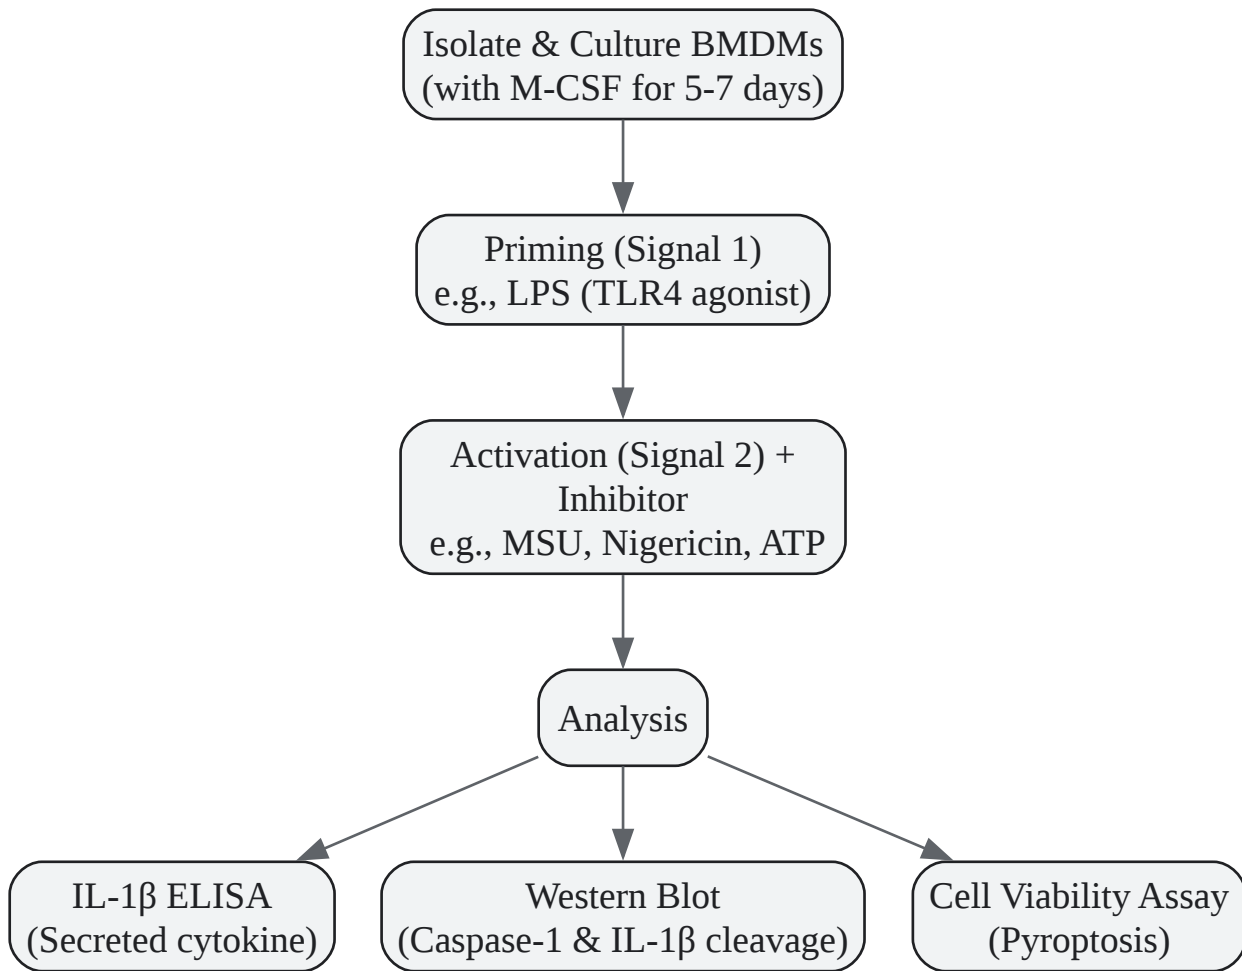 Isolate & Culture BMDMs
(with M-CSF for 5-7 days)
Priming (Signal 1)
e.g., LPS (TLR4 agonist)
Activation (Signal 2) +
Inhibitor
e.g., MSU, Nigericin, ATP
Analysis
IL-1β ELISA
(Secreted cytokine)
Western Blot
(Caspase-1 & IL-1β cleavage)
Cell Viability Assay
(Pyroptosis)